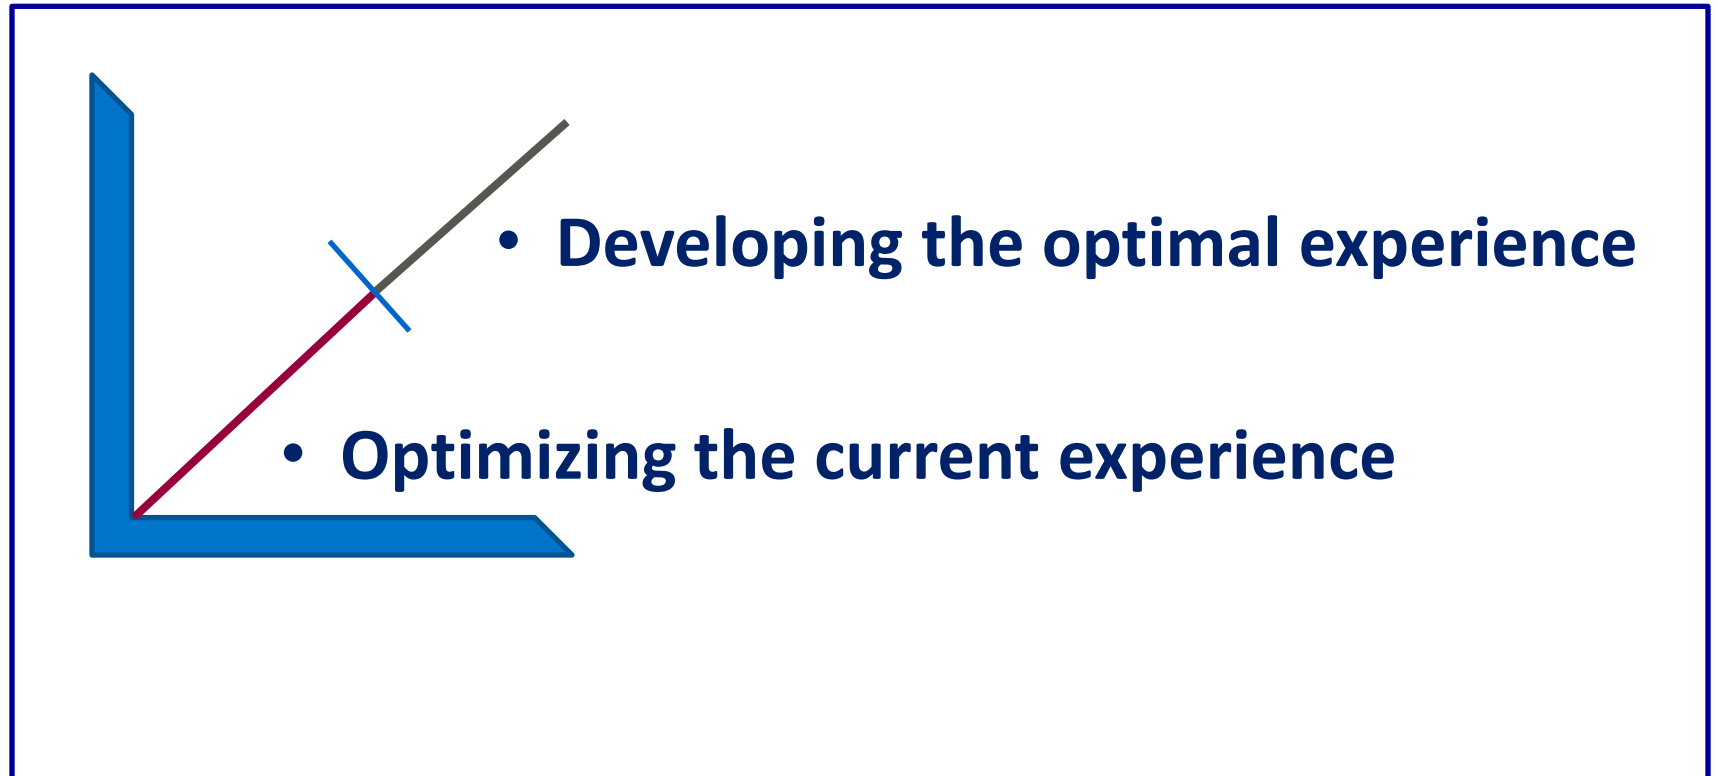 • Developing the optimal experience
• Optimizing the current experience